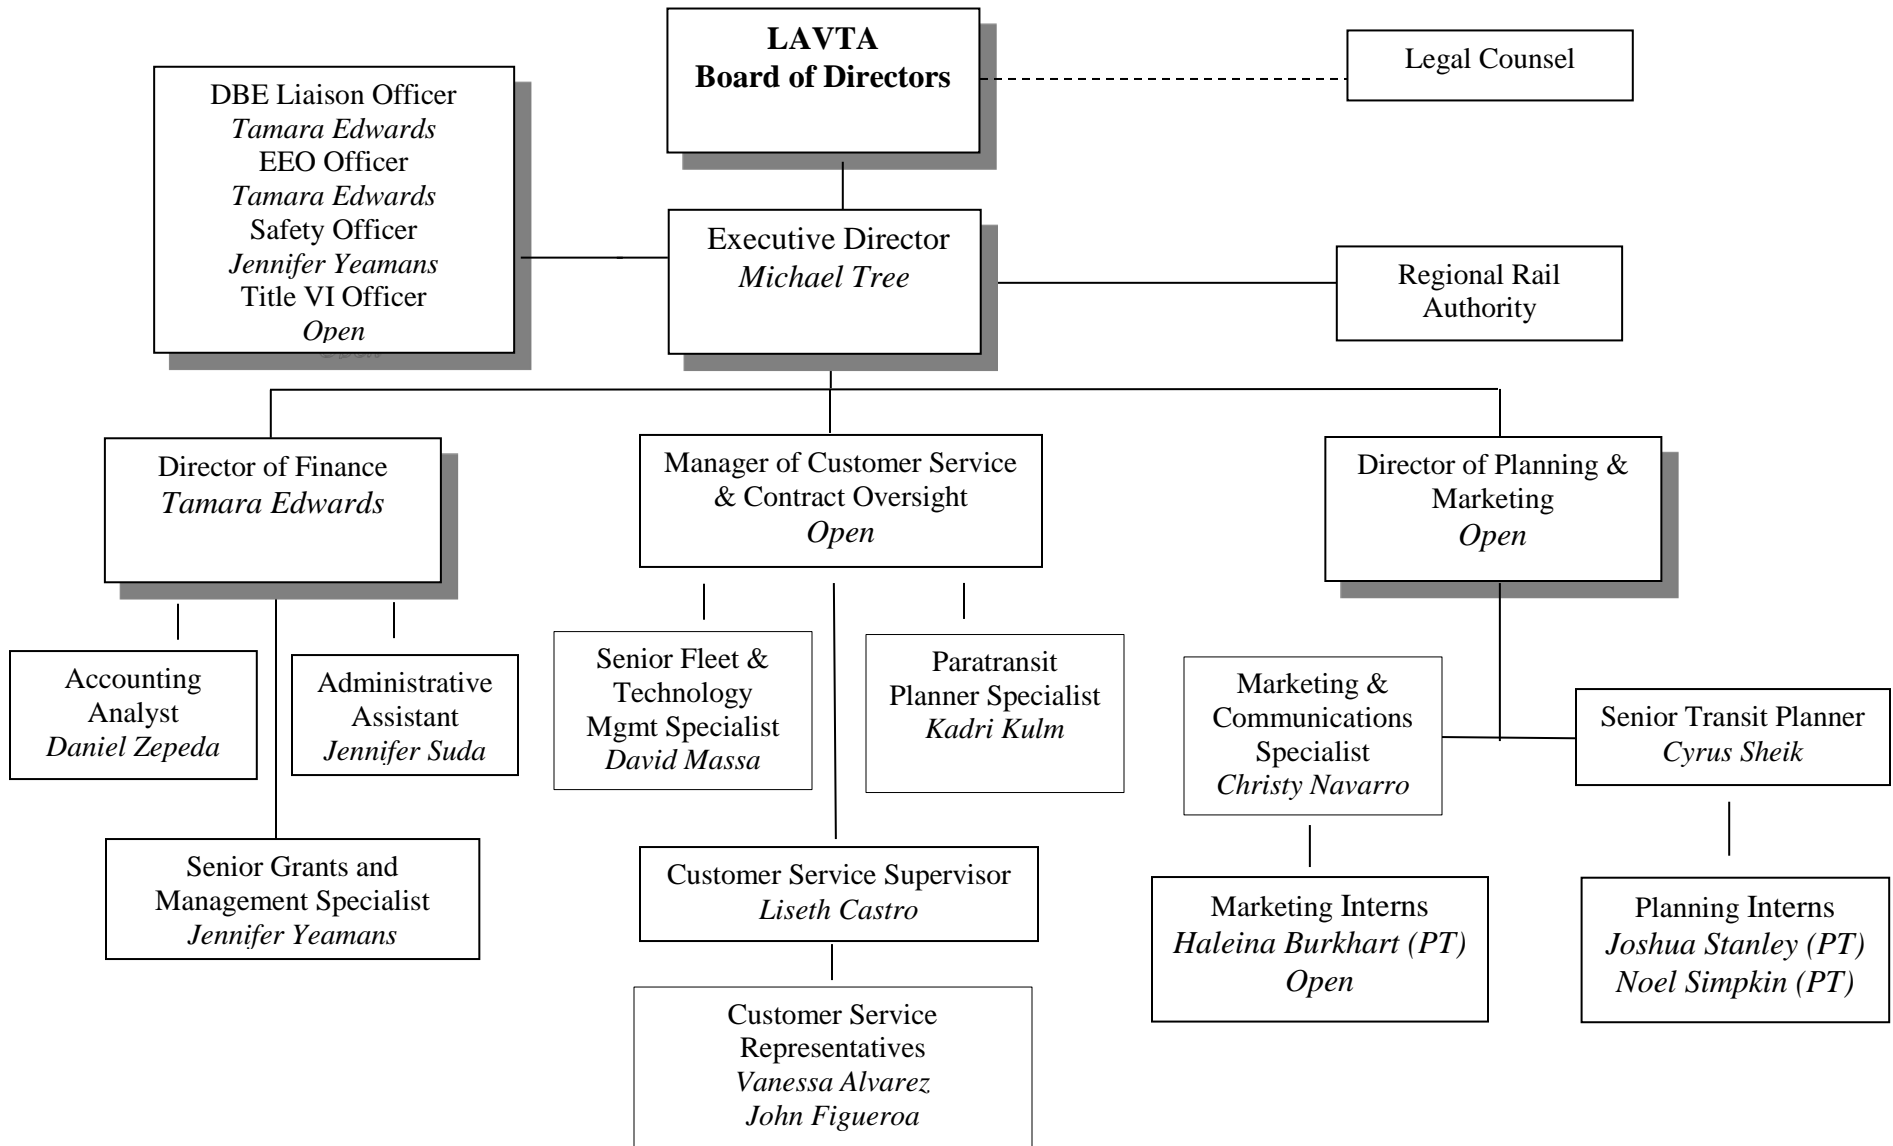 LAVTA
Board of Directors
Legal Counsel
DBE Liaison Officer
Tamara Edwards
EEO Officer
Tamara Edwards
Safety Officer
Jennifer Yeamans
Title VI Officer
Open
Executive Director
Michael Tree
Regional Rail
Authority
Director of Finance
Tamara Edwards
Manager of Customer Service
& Contract Oversight
Open
Director of Planning &
Marketing
Open
Accounting
Analyst
Daniel Zepeda
Administrative
Assistant
Jennifer Suda
Senior Fleet &
Technology
Mgmt Specialist
David Massa
Paratransit
Planner Specialist
Kadri Kulm
Marketing &
Communications
Specialist
Christy Navarro
Senior Transit Planner
Cyrus Sheik
Senior Grants and
Management Specialist
Jennifer Yeamans
Customer Service Supervisor
Liseth Castro
Marketing Interns
Haleina Burkhart (PT)
Open
Planning Interns
Joshua Stanley (PT)
Noel Simpkin (PT)
Customer Service
Representatives
Vanessa Alvarez
John Figueroa